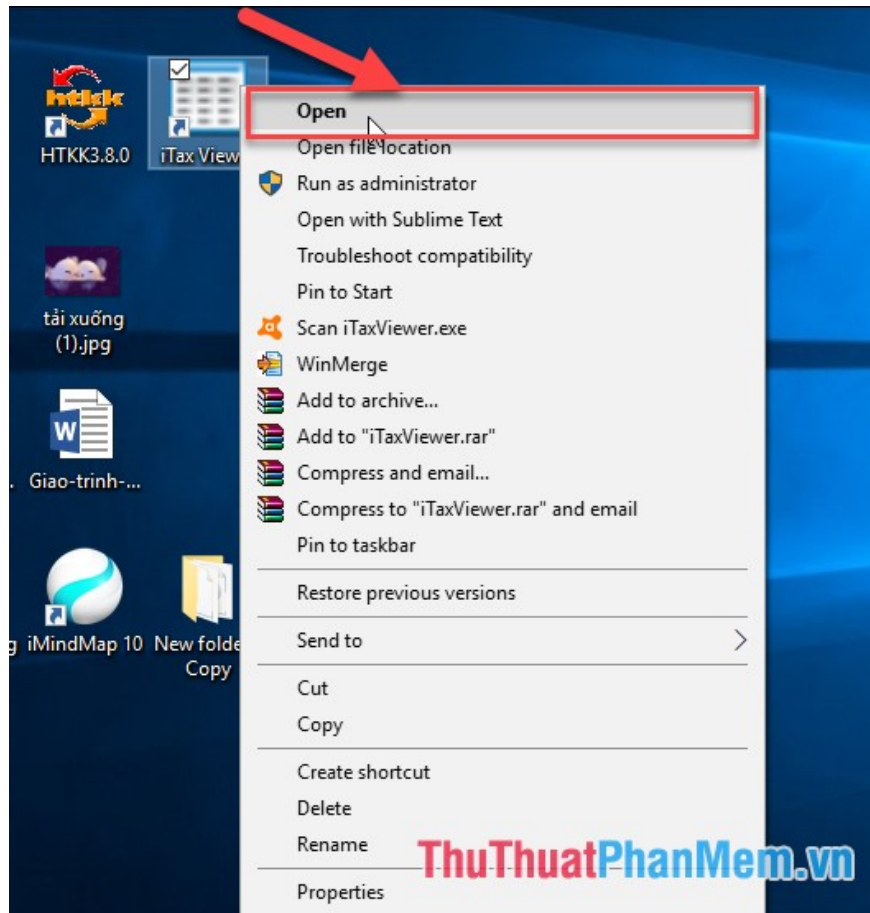 htkk
HTKK3.8.0
iTax View
tải xuống
(1).jpg
W
Giao-trinh-...
g
iMindMap 10
New folde
Copy
Open
Open file location
Run as administrator
Open with Sublime Text
Troubleshoot compatibility
Pin to Start
Scan iTaxViewer.exe
WinMerge
Add to archive...
Add to "iTaxViewer.rar"
Compress and email...
Compress to "iTaxViewer.rar" and email
Pin to taskbar
Restore previous versions
Send to
Cut
Copy
Create shortcut
Delete
Rename
Properties
ThuThuatPhanMem.vn